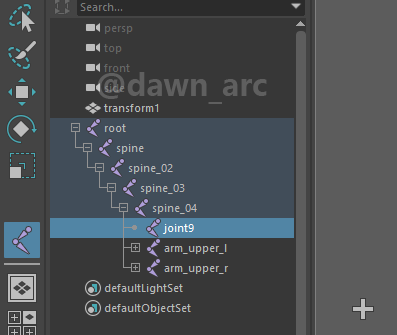 Search...
persp
top
front
side
@dawn_arc
transform1
root
spine
spine_02
spine_03
spine_04
joint9
arm_upper_l
arm_upper_r
defaultLightSet
defaultObjectSet